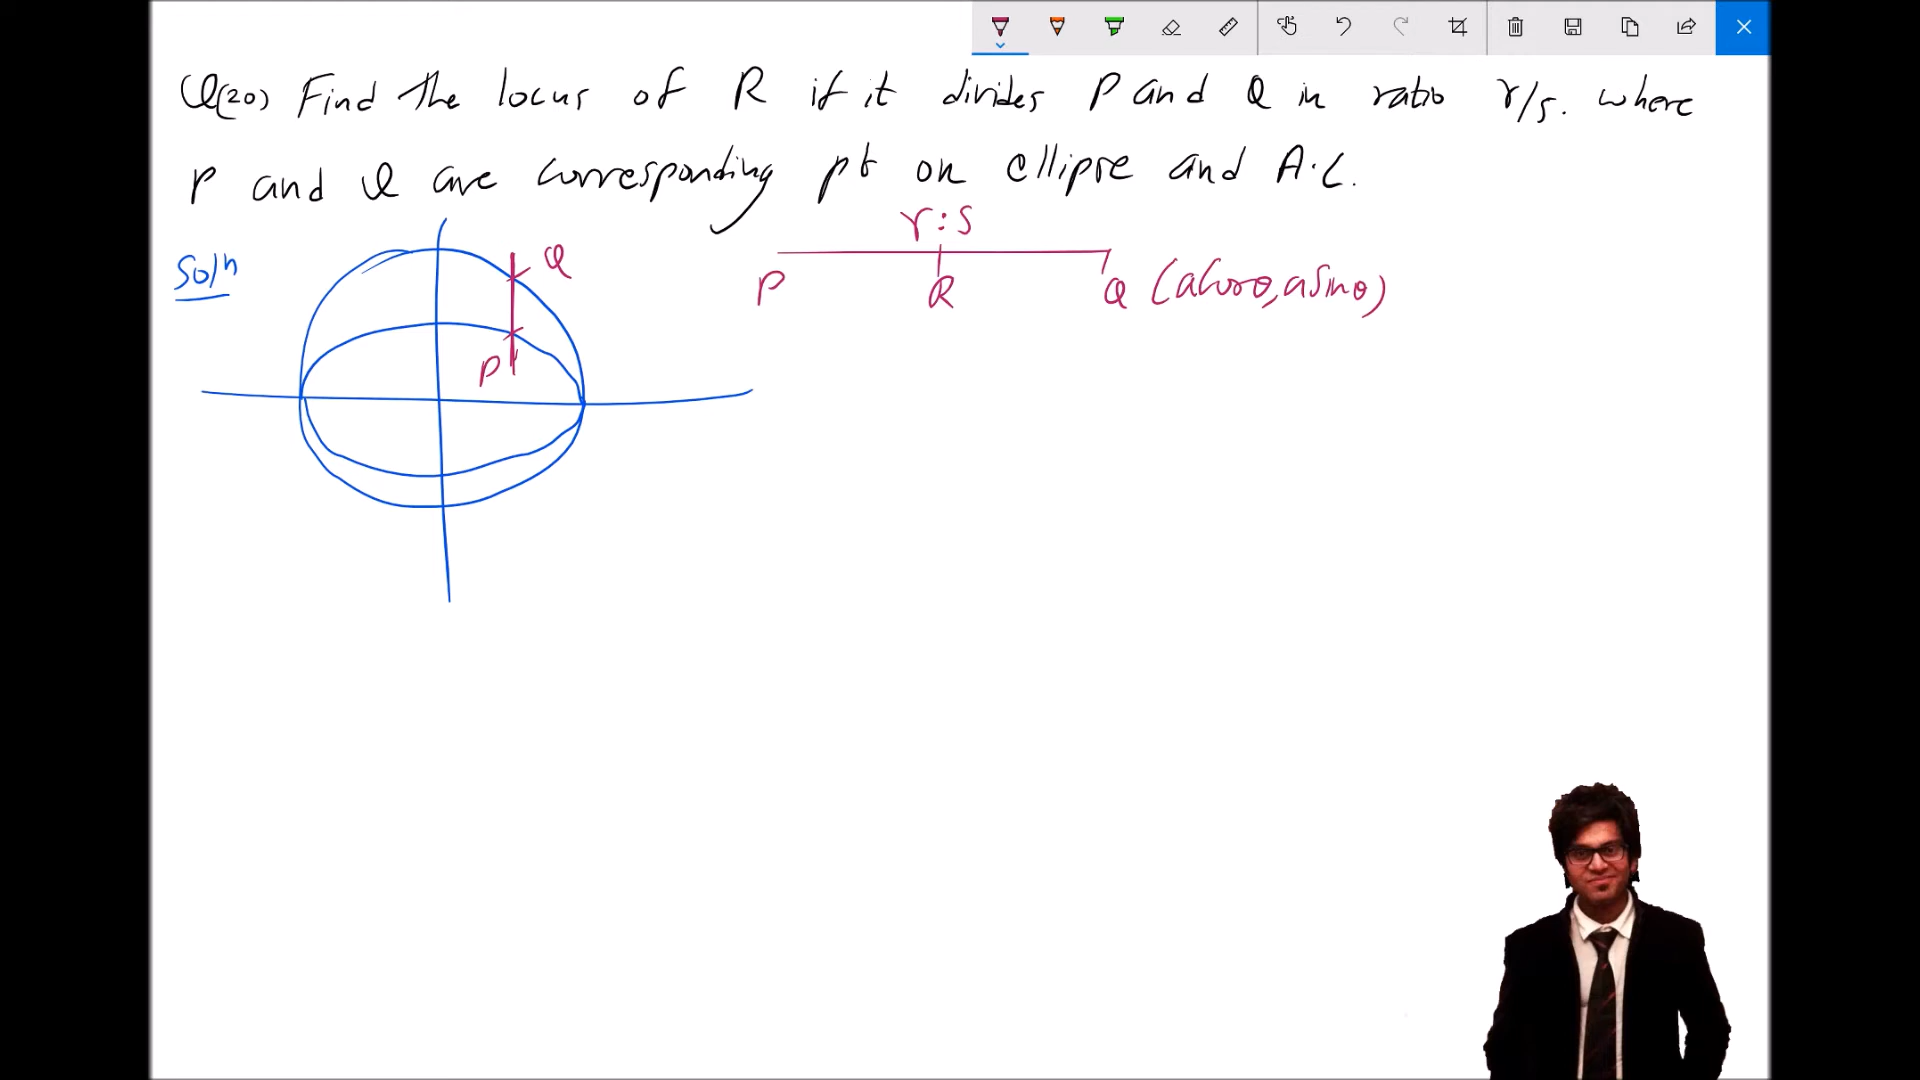 Q(20) Find the locus of R if it divides P and Q in ratio r/s. where
P and Q are corresponding pt on ellipse and A.C.
Soln
Q
P
r:s
P R Q (acosθ, asinθ)